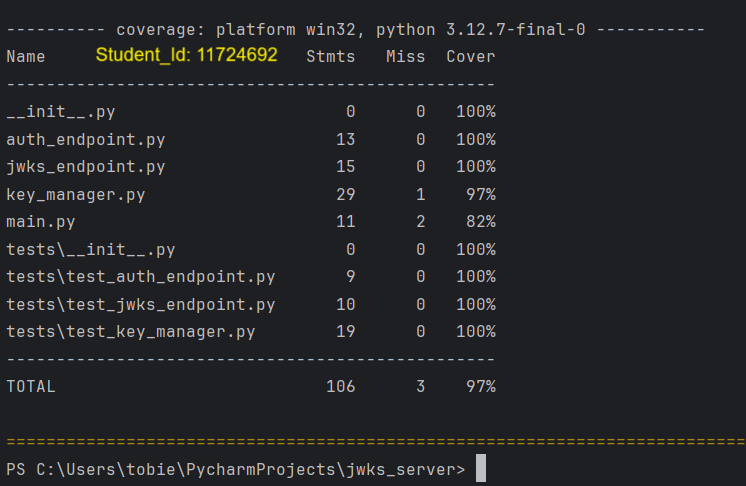 ---------- coverage: platform win32, python 3.12.7-final-0 -----------
Name Student_Id: 11724692 Stmts Miss Cover
-------------------------------------------------
__init__.py 0 0 100%
auth_endpoint.py 13 0 100%
jwks_endpoint.py 15 0 100%
key_manager.py 29 1 97%
main.py 11 2 82%
tests\__init__.py 0 0 100%
tests\test_auth_endpoint.py 9 0 100%
tests\test_jwks_endpoint.py 10 0 100%
tests\test_key_manager.py 19 0 100%
-------------------------------------------------
TOTAL 106 3 97%
==========================================================================
PS C:\Users\tobie\PycharmProjects\jwks_server>